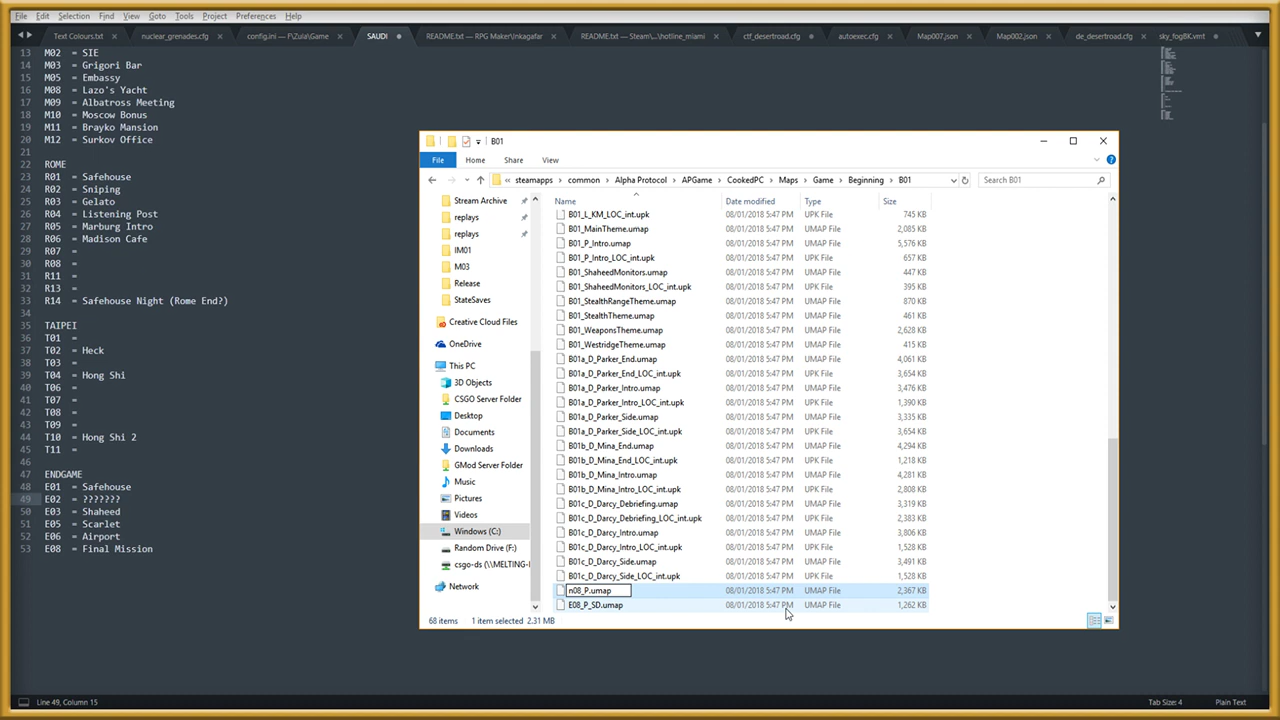 File Edit Selection Find View Goto Tools Project Preferences Help
Text Colours.txt × nuclear_grenades.cfg × config.ini — F\Zula\Game × SAUDI README.txt — RPG Maker\Inkagafar × README.txt — Steam\...\hotline_miami × ctf_desertroad.cfg autoexec.cfg × Map007.json × Map002.json × de_desertroad.cfg × sky_fogBK.vmt
13 M02 = SIE
14 M03 = Grigori Bar
15 M05 = Embassy
16 M08 = Lazo's Yacht
17 M09 = Albatross Meeting
18 M10 = Moscow Bonus
19 M11 = Brayko Mansion
20 M12 = Surkov Office
21
22 ROME
23 R01 = Safehouse
24 R02 = Sniping
25 R03 = Gelato
26 R04 = Listening Post
27 R05 = Marburg Intro
28 R06 = Madison Cafe
29 R07 =
30 R08 =
31 R11 =
32 R13 =
33 R14 = Safehouse Night (Rome End?)
34
35 TAIPEI
36 T01 =
37 T02 = Heck
38 T03 =
39 T04 = Hong Shi
40 T06 =
41 T07 =
42 T08 =
43 T09 =
44 T10 = Hong Shi 2
45 T11 =
46
47 ENDGAME
48 E01 = Safehouse
49 E02 = ???????
50 E03 = Shaheed
51 E05 = Scarlet
52 E06 = Airport
53 E08 = Final Mission
B01
File Home Share View
« steamapps › common › Alpha Protocol › APGame › CookedPC › Maps › Game › Beginning › B01 Search B01
Name Date modified Type Size
Stream Archive
replays
replays
IM01
M03
Release
StateSaves
Creative Cloud Files
OneDrive
This PC
3D Objects
CSGO Server Folder
Desktop
Documents
Downloads
GMod Server Folder
Music
Pictures
Videos
Windows (C:)
Random Drive (F:)
Network
B01_L_KM_LOC_int.upk 08/01/2018 5:47 PM UPK File 745 KB
B01_MainTheme.umap 08/01/2018 5:47 PM UMAP File 2,085 KB
B01_P_Intro.umap 08/01/2018 5:47 PM UMAP File 5,576 KB
B01_P_Intro_LOC_int.upk 08/01/2018 5:47 PM UPK File 657 KB
B01_ShaheedMonitors.umap 08/01/2018 5:47 PM UMAP File 447 KB
B01_ShaheedMonitors_LOC_int.upk 08/01/2018 5:47 PM UPK File 395 KB
B01_StealthRangeTheme.umap 08/01/2018 5:47 PM UMAP File 870 KB
B01_StealthTheme.umap 08/01/2018 5:47 PM UMAP File 461 KB
B01_WeaponsTheme.umap 08/01/2018 5:47 PM UMAP File 2,628 KB
B01_WestridgeTheme.umap 08/01/2018 5:47 PM UMAP File 415 KB
B01a_D_Parker_End.umap 08/01/2018 5:47 PM UMAP File 4,061 KB
B01a_D_Parker_End_LOC_int.upk 08/01/2018 5:47 PM UPK File 3,654 KB
B01a_D_Parker_Intro.umap 08/01/2018 5:47 PM UMAP File 3,476 KB
B01a_D_Parker_Intro_LOC_int.upk 08/01/2018 5:47 PM UPK File 1,390 KB
B01a_D_Parker_Side.umap 08/01/2018 5:47 PM UMAP File 3,335 KB
B01a_D_Parker_Side_LOC_int.upk 08/01/2018 5:47 PM UPK File 3,654 KB
B01b_D_Mina_End.umap 08/01/2018 5:47 PM UMAP File 4,294 KB
B01b_D_Mina_End_LOC_int.upk 08/01/2018 5:47 PM UPK File 1,218 KB
B01b_D_Mina_Intro.umap 08/01/2018 5:47 PM UMAP File 4,281 KB
B01b_D_Mina_Intro_LOC_int.upk 08/01/2018 5:47 PM UPK File 2,808 KB
B01c_D_Darcy_Debriefing.umap 08/01/2018 5:47 PM UMAP File 3,319 KB
B01c_D_Darcy_Debriefing_LOC_int.upk 08/01/2018 5:47 PM UPK File 2,383 KB
B01c_D_Darcy_Intro.umap 08/01/2018 5:47 PM UMAP File 3,806 KB
B01c_D_Darcy_Intro_LOC_int.upk 08/01/2018 5:47 PM UPK File 1,528 KB
B01c_D_Darcy_Side.umap 08/01/2018 5:47 PM UMAP File 3,491 KB
B01c_D_Darcy_Side_LOC_int.upk 08/01/2018 5:47 PM UPK File 1,528 KB
n08_P.umap 08/01/2018 5:47 PM UMAP File 2,367 KB
E08_P_SD.umap 08/01/2018 5:47 PM UMAP File 1,262 KB
68 items 1 item selected 2.31 MB
Line 49, Column 15 Tab Size: 4 Plain Text